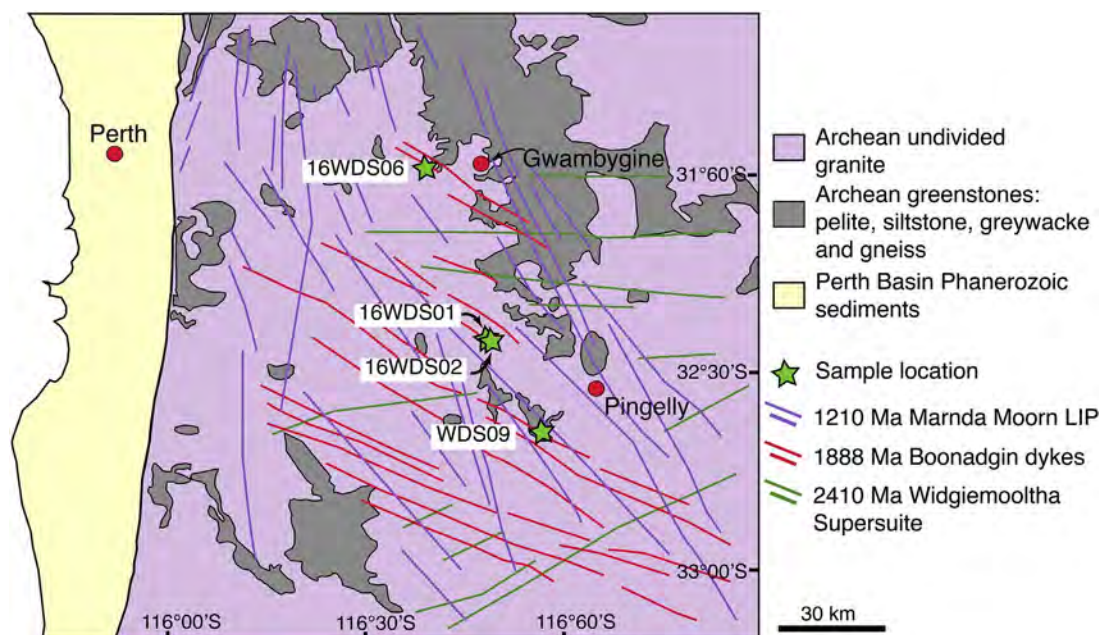 Perth
Gwambygine
16WDS06
31°60’S
16WDS01
16WDS02
32°30’S
Pingelly
WDS09
33°00’S
116°00’S
116°30’S
116°60’S
Archean undivided
granite
Archean greenstones:
pelite, siltstone, greywacke
and gneiss
Perth Basin Phanerozoic
sediments
Sample location
1210 Ma Marnda Moorn LIP
1888 Ma Boonadgin dykes
2410 Ma Widgiemooltha
Supersuite
30 km